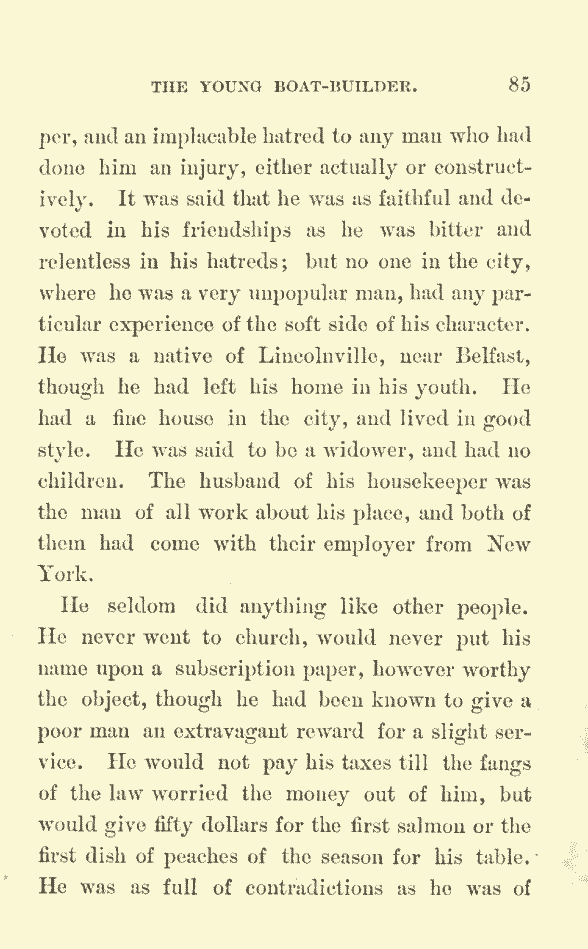 THE YOUNG BOAT-BUILDER. 85
per, and an implacable hatred to any man who had
done him an injury, either actually or construct-
ively. It was said that he was as faithful and de-
voted in his friendships as he was bitter and
relentless in his hatreds; but no one in the city,
where he was a very unpopular man, had any par-
ticular experience of the soft side of his character.
He was a native of Lincolnville, near Belfast,
though he had left his home in his youth. He
had a fine house in the city, and lived in good
style. He was said to be a widower, and had no
children. The husband of his housekeeper was
the man of all work about his place, and both of
them had come with their employer from New
York.
He seldom did anything like other people.
He never went to church, would never put his
name upon a subscription paper, however worthy
the object, though he had been known to give a
poor man an extravagant reward for a slight ser-
vice. He would not pay his taxes till the fangs
of the law worried the money out of him, but
would give fifty dollars for the first salmon or the
first dish of peaches of the season for his table.
He was as full of contradictions as he was of